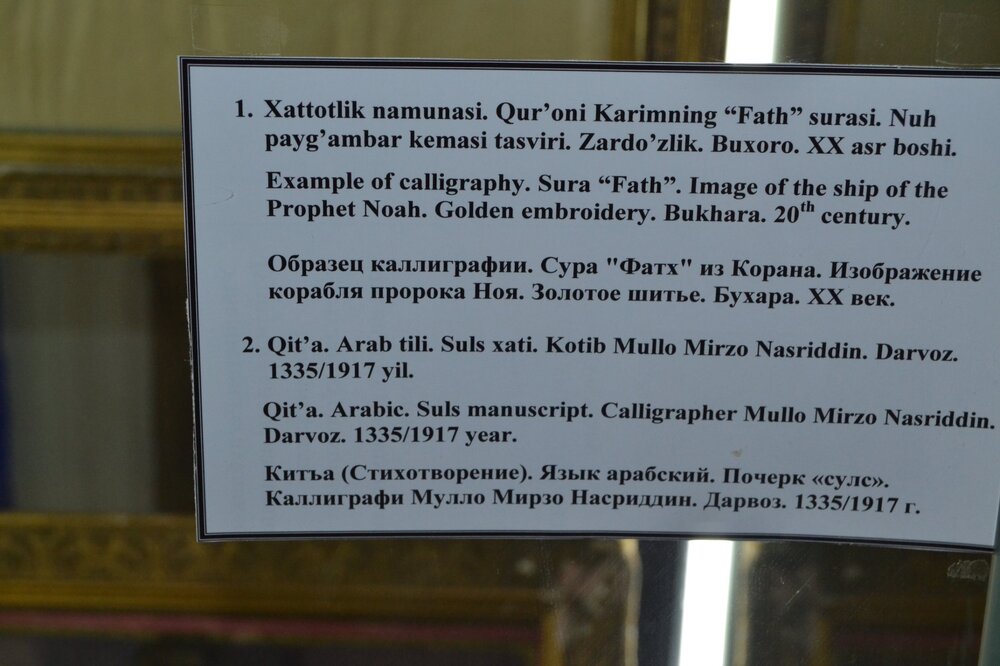 1. Xattotlik namunasi. Qur’oni Karimning “Fath” surasi. Nuh
payg’ambar kemasi tasviri. Zardo’zlik. Buxoro. XX asr boshi.
Example of calligraphy. Sura “Fath”. Image of the ship of the
Prophet Noah. Golden embroidery. Bukhara. 20th century.
Образец каллиграфии. Сура "Фатх" из Корана. Изображение
корабля пророка Ноя. Золотое шитье. Бухара. XX век.
2. Qit’a. Arab tili. Suls xati. Kotib Mullo Mirzo Nasriddin. Darvoz.
1335/1917 yil.
Qit’a. Arabic. Suls manuscript. Calligrapher Mullo Mirzo Nasriddin.
Darvoz. 1335/1917 year.
Китъа (Стихотворение). Язык арабский. Почерк «сулс».
Каллиграфи Мулло Мирзо Насриддин. Дарвоз. 1335/1917 г.